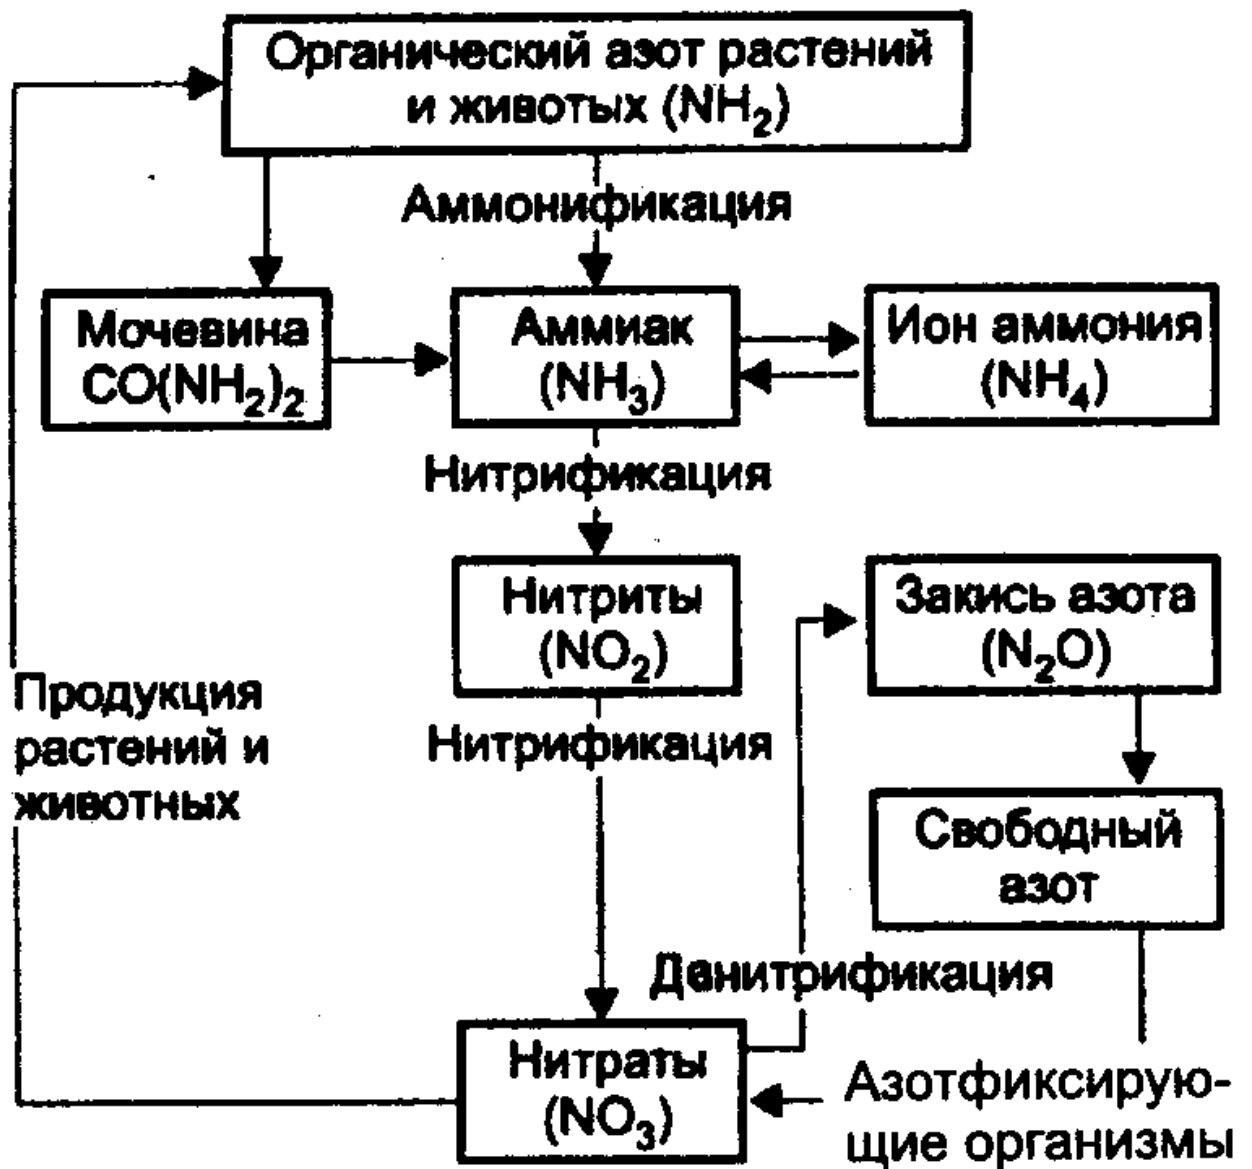 Органический азот растений
и животых (NH₂)
Аммонификация
Мочевина
CO(NH₂)₂
Аммиак
(NH₃)
Ион аммония
(NH₄)
Нитрификация
Нитриты
(NO₂)
Закись азота
(N₂O)
Продукция
растений и
животных
Нитрификация
Свободный
азот
Денитрификация
Нитраты
(NO₃)
Азотфиксирую-
щие организмы